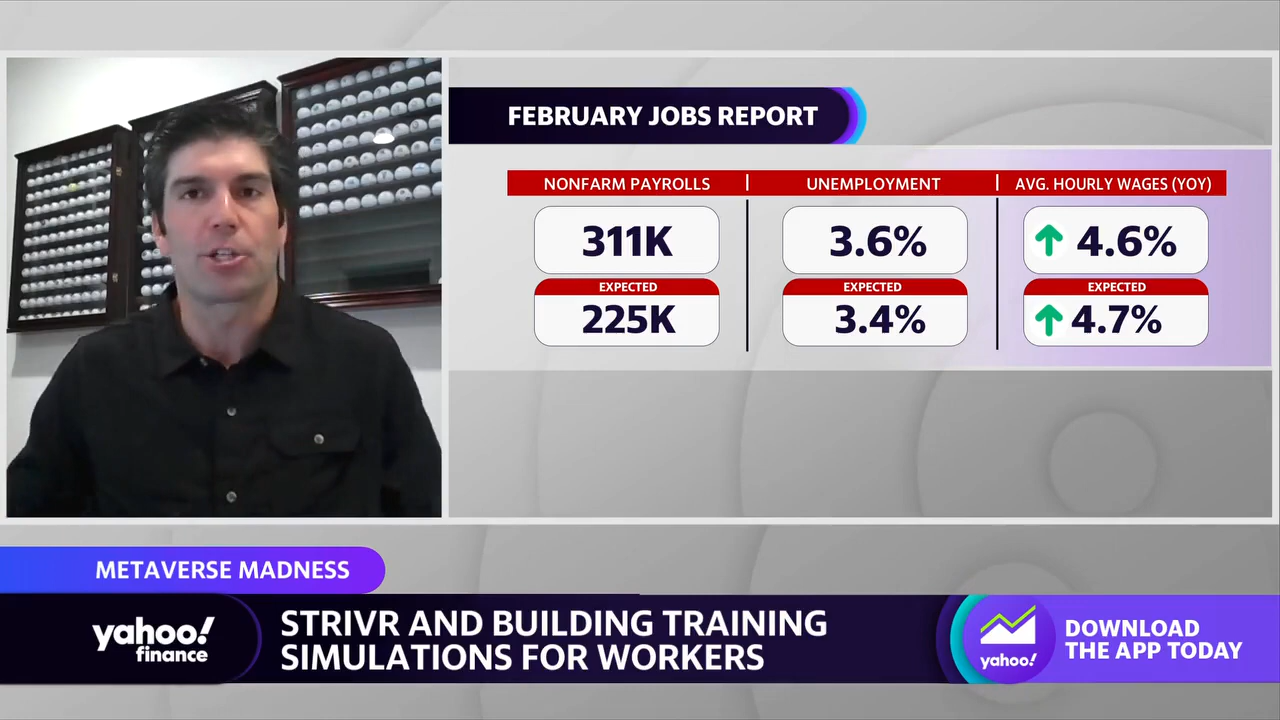 FEBRUARY JOBS REPORT
NONFARM PAYROLLS | UNEMPLOYMENT | AVG. HOURLY WAGES (YOY)
311K 3.6% 4.6%
EXPECTED EXPECTED EXPECTED
225K 3.4% 4.7%
METAVERSE MADNESS
yahoo!
finance
STRIVR AND BUILDING TRAINING
SIMULATIONS FOR WORKERS
yahoo!
DOWNLOAD
THE APP TODAY